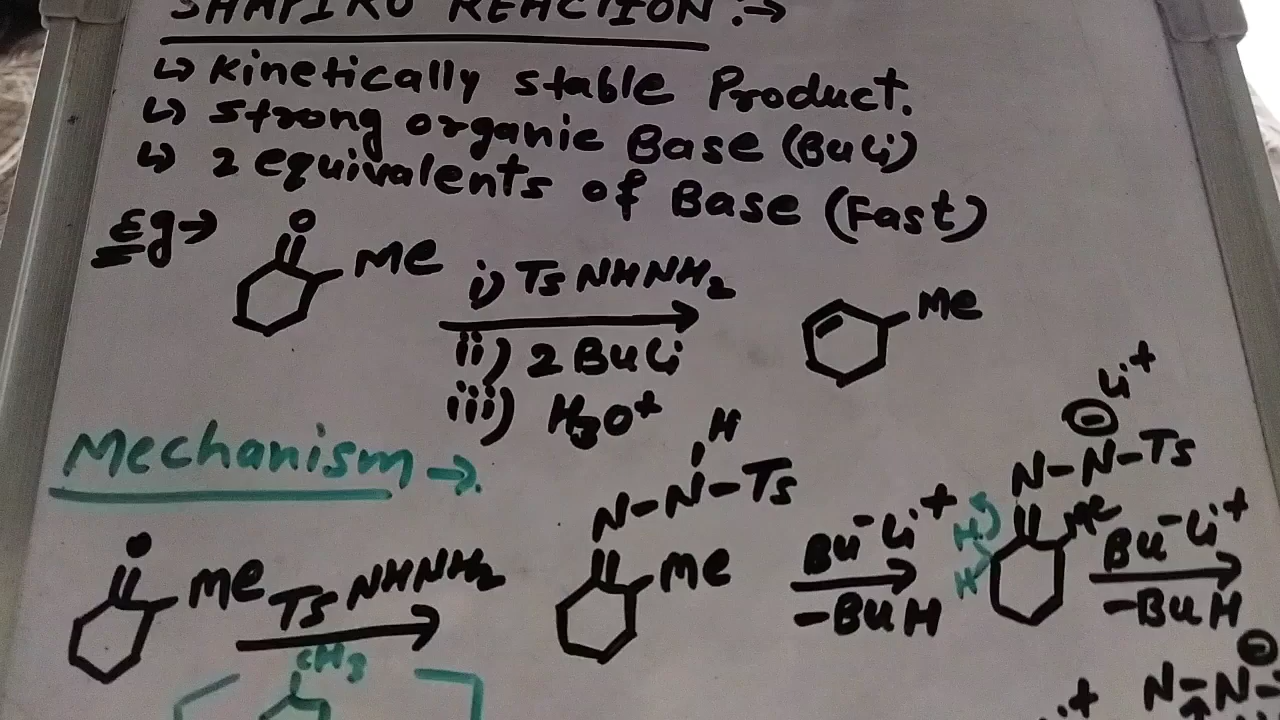 SHAPIRO REACTION :→
↳ Kinetically stable Product.
↳ strong organic Base (BuLi)
↳ 2 equivalents of Base (Fast)
Eg→
O
Me
i) TsNHNH2
ii) 2 BuLi
iii) H3O+
Me
Mechanism →
Me
TsNHNH2
H
N-N-Ts
Me
Bu-Li+
-BuH
Li+
N-N-Ts
Me
H
H
Bu-Li+
-BuH
CH3
N-N-